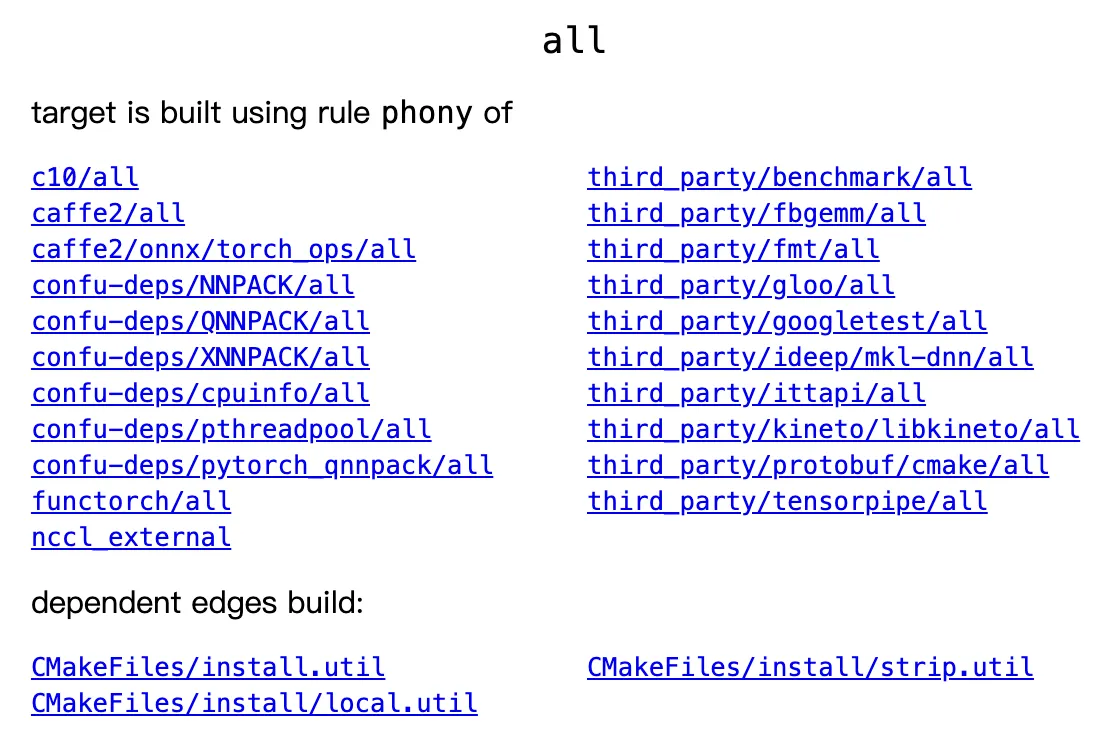 all
target is built using rule phony of
c10/all
caffe2/all
caffe2/onnx/torch_ops/all
confu-deps/NNPACK/all
confu-deps/QNNPACK/all
confu-deps/XNNPACK/all
confu-deps/cpuinfo/all
confu-deps/pthreadpool/all
confu-deps/pytorch_qnnpack/all
functorch/all
nccl_external
third_party/benchmark/all
third_party/fbgemm/all
third_party/fmt/all
third_party/gloo/all
third_party/googletest/all
third_party/ideep/mkl-dnn/all
third_party/ittapi/all
third_party/kineto/libkineto/all
third_party/protobuf/cmake/all
third_party/tensorpipe/all
dependent edges build:
CMakeFiles/install.util
CMakeFiles/install/local.util
CMakeFiles/install/strip.util